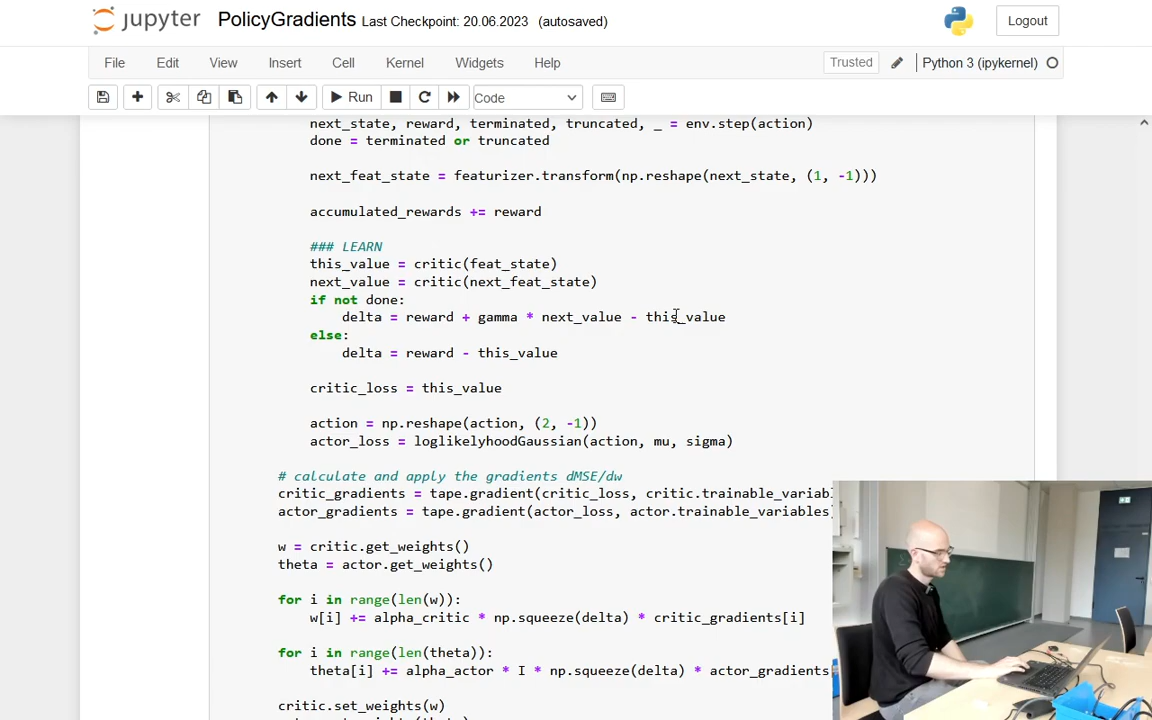 jupyter PolicyGradients Last Checkpoint: 20.06.2023 (autosaved) Logout
File Edit View Insert Cell Kernel Widgets Help Trusted Python 3 (ipykernel)
Run Code
next_state, reward, terminated, truncated, _ = env.step(action)
done = terminated or truncated
next_feat_state = featurizer.transform(np.reshape(next_state, (1, -1)))
accumulated_rewards += reward
### LEARN
this_value = critic(feat_state)
next_value = critic(next_feat_state)
if not done:
delta = reward + gamma * next_value - this_value
else:
delta = reward - this_value
critic_loss = this_value
action = np.reshape(action, (2, -1))
actor_loss = loglikelyhoodGaussian(action, mu, sigma)
# calculate and apply the gradients dMSE/dw
critic_gradients = tape.gradient(critic_loss, critic.trainable_variabl
actor_gradients = tape.gradient(actor_loss, actor.trainable_variables)
w = critic.get_weights()
theta = actor.get_weights()
for i in range(len(w)):
w[i] += alpha_critic * np.squeeze(delta) * critic_gradients[i]
for i in range(len(theta)):
theta[i] += alpha_actor * I * np.squeeze(delta) * actor_gradients
critic.set_weights(w)